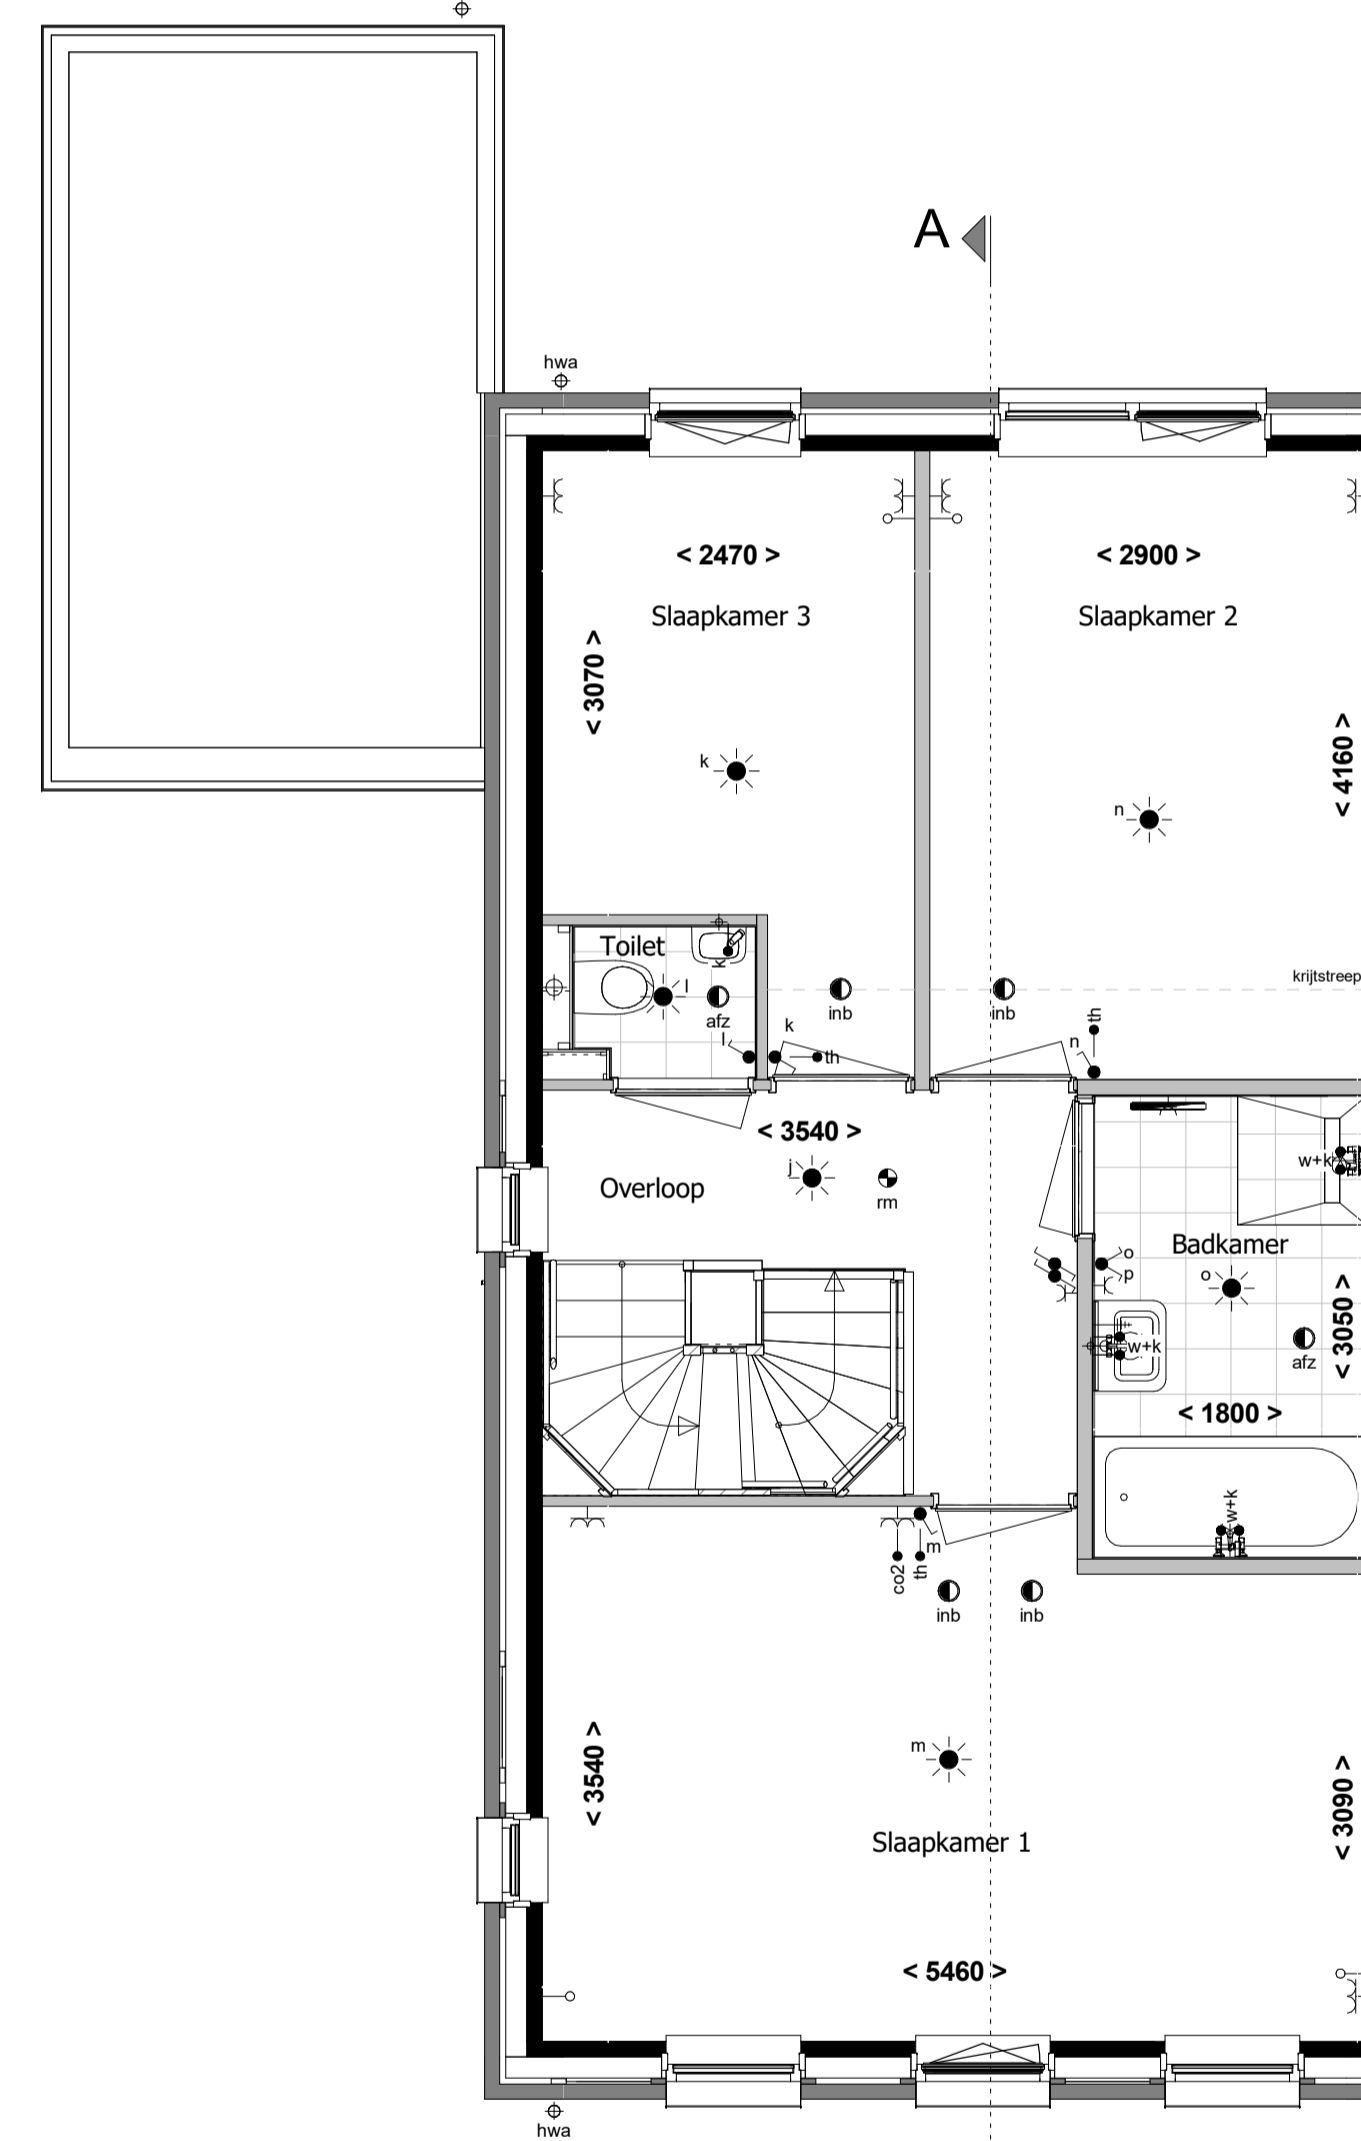 A
hwa
< 2470 >
< 2900 >
Slaapkamer 3
Slaapkamer 2
< 3070 >
< 4160 >
k
n
Toilet
k
l
afz
inb
inb
krijtstreep
l
k
th
n
th
< 3540 >
j
rm
Overloop
w+k
Badkamer
o
p
o
w+k
afz
< 3050 >
< 1800 >
w+k
m
co2
th
inb
inb
m
< 3540 >
< 3090 >
Slaapkamer 1
< 5460 >
hwa